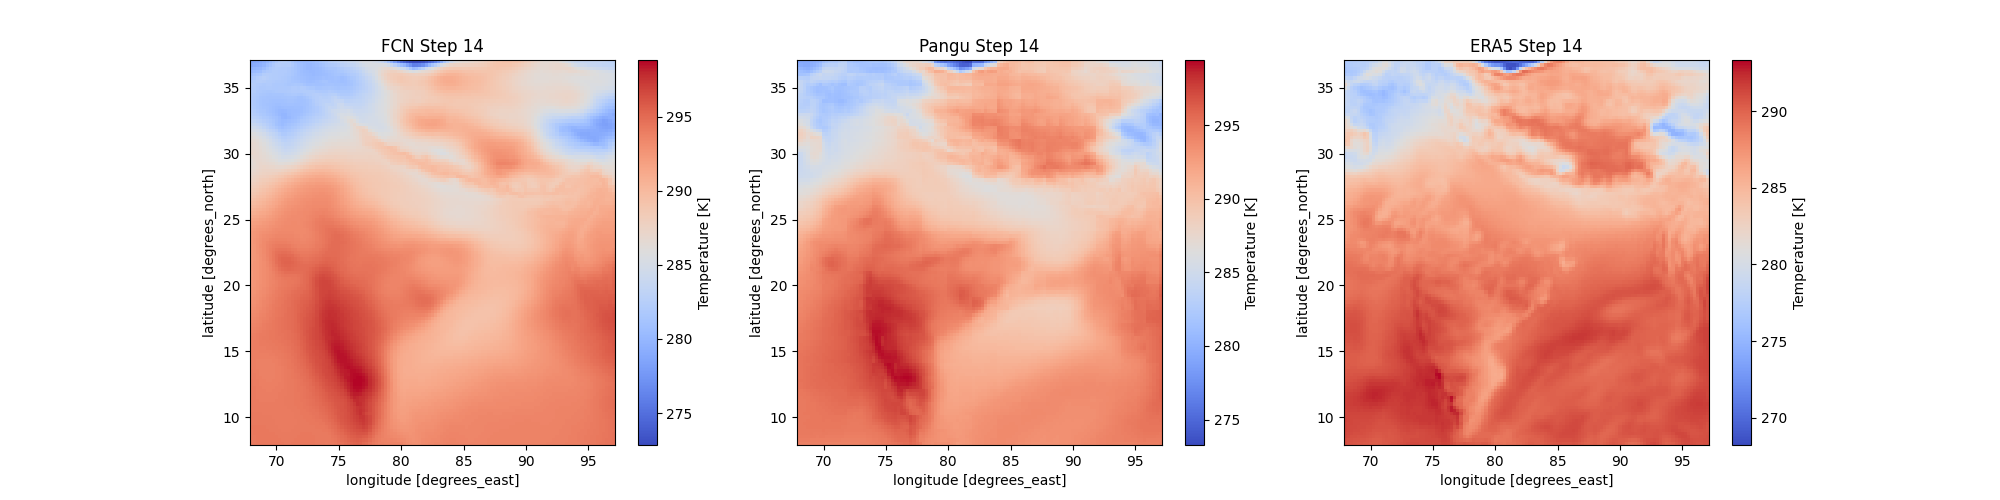 FCN Step 14
35
30
25
20
15
10
70 75 80 85 90 95
longitude [degrees_east]
latitude [degrees_north]
295
290
285
280
275
Temperature [K]
Pangu Step 14
35
30
25
20
15
10
70 75 80 85 90 95
longitude [degrees_east]
latitude [degrees_north]
295
290
285
280
275
Temperature [K]
ERA5 Step 14
35
30
25
20
15
10
70 75 80 85 90 95
longitude [degrees_east]
latitude [degrees_north]
290
285
280
275
270
Temperature [K]